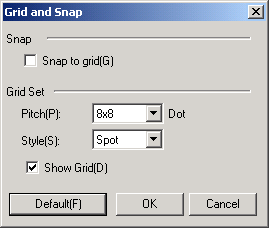 Grid and Snap
Snap
Snap to grid(G)
Grid Set
Pitch(P): 8x8 Dot
Style(S): Spot
Show Grid(D)
Default(F) OK Cancel